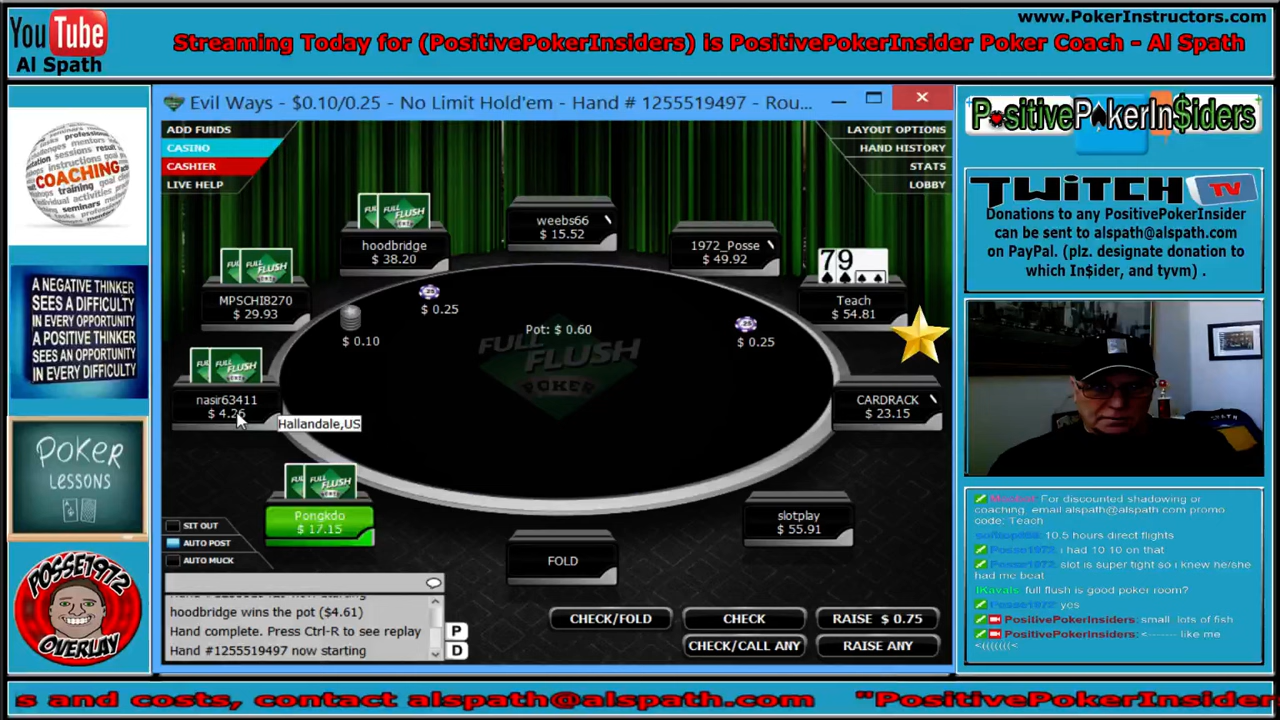 You Tube
Al Spath
www.PokerInstructors.com
Streaming Today for (PositivePokerInsiders) is PositivePokerInsider Poker Coach - Al Spath
Evil Ways - $0.10/0.25 - No Limit Hold'em - Hand # 1255519497 - Rou...
ADD FUNDS
CASINO
CASHIER
LIVE HELP
LAYOUT OPTIONS
HAND HISTORY
STATS
LOBBY
weebs66
$ 15.52
hoodbridge
$ 38.20
1972_Posse
$ 49.92
MPSCHI8270
$ 29.93
79
Teach
$ 54.81
$ 0.25
$ 0.10
Pot: $ 0.60
$ 0.25
FULL FLUSH
POKER
nasir63411
$ 4.26
Hallandale,US
CARDRACK
$ 23.15
Pongkdo
$ 17.15
slotplay
$ 55.91
FOLD
SIT OUT
AUTO POST
AUTO MUCK
hoodbridge wins the pot ($4.61)
Hand complete. Press Ctrl-R to see replay
Hand #1255519497 now starting
P
D
CHECK/FOLD
CHECK
RAISE $ 0.75
CHECK/CALL ANY
RAISE ANY
COACHING
A NEGATIVE THINKER
SEES A DIFFICULTY
IN EVERY OPPORTUNITY
A POSITIVE THINKER
SEES AN OPPORTUNITY
IN EVERY DIFFICULTY
POKER
LESSONS
POSSE1972
OVERLAY
PositivePokerIn$iders
TWITCH TV
Donations to any PositivePokerInsider
can be sent to alspath@alspath.com
on PayPal. (plz. designate donation to
which In$ider, and tyvm) .
For discounted shadowing or
coaching, email alspath@alspath.com promo
code: Teach
10.5 hours direct flights
Posse1972: i had 10 10 on that
Posse1972: slot is super tight so i knew he/she
had me beat
full flush is good poker room?
Posse1972: yes
PositivePokerInsiders: small lots of fish
PositivePokerInsiders: <------- like me
<(((((((<
s and costs, contact alspath@alspath.com "PositivePokerInsider